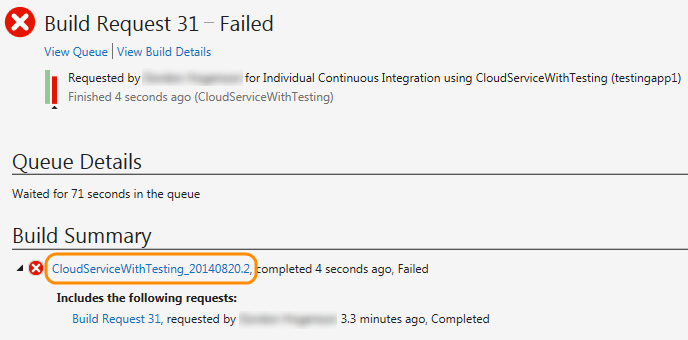 Build Request 31 – Failed
View Queue | View Build Details
Requested by for Individual Continuous Integration using CloudServiceWithTesting (testingapp1)
Finished 4 seconds ago (CloudServiceWithTesting)
Queue Details
Waited for 71 seconds in the queue
Build Summary
CloudServiceWithTesting_20140820.2, completed 4 seconds ago, Failed
Includes the following requests:
Build Request 31, requested by 3.3 minutes ago, Completed